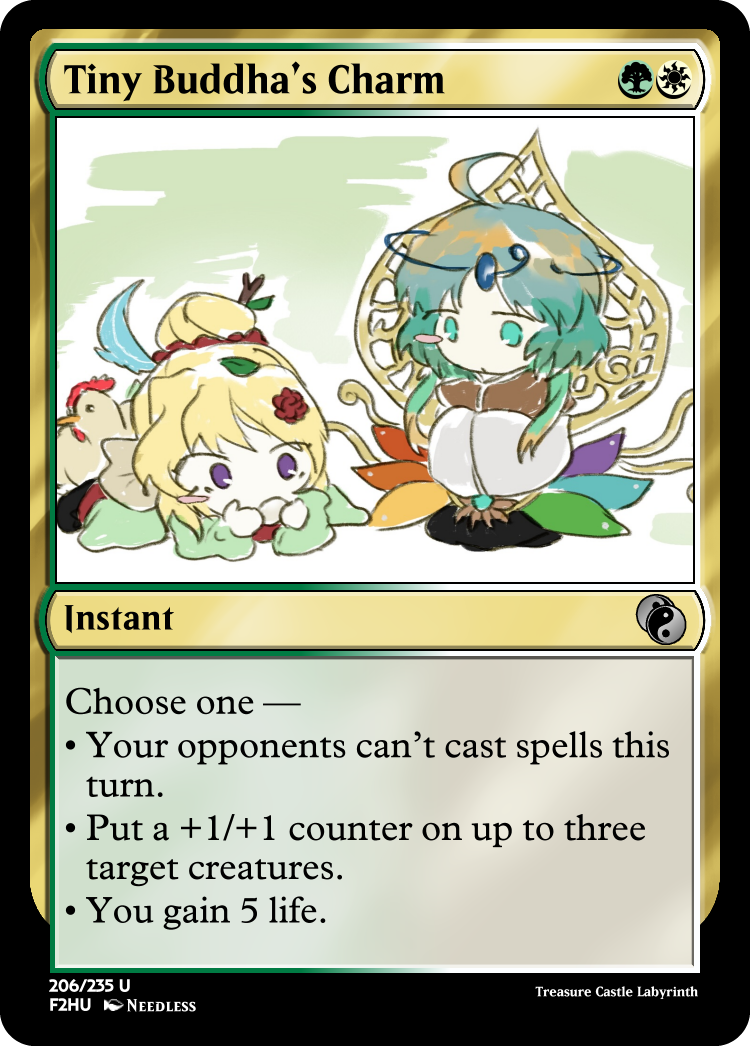 Tiny Buddha's Charm
Instant
Choose one —
• Your opponents can't cast spells this
turn.
• Put a +1/+1 counter on up to three
target creatures.
• You gain 5 life.
206/235 U
F2HU NEEDLESS
Treasure Castle Labyrinth